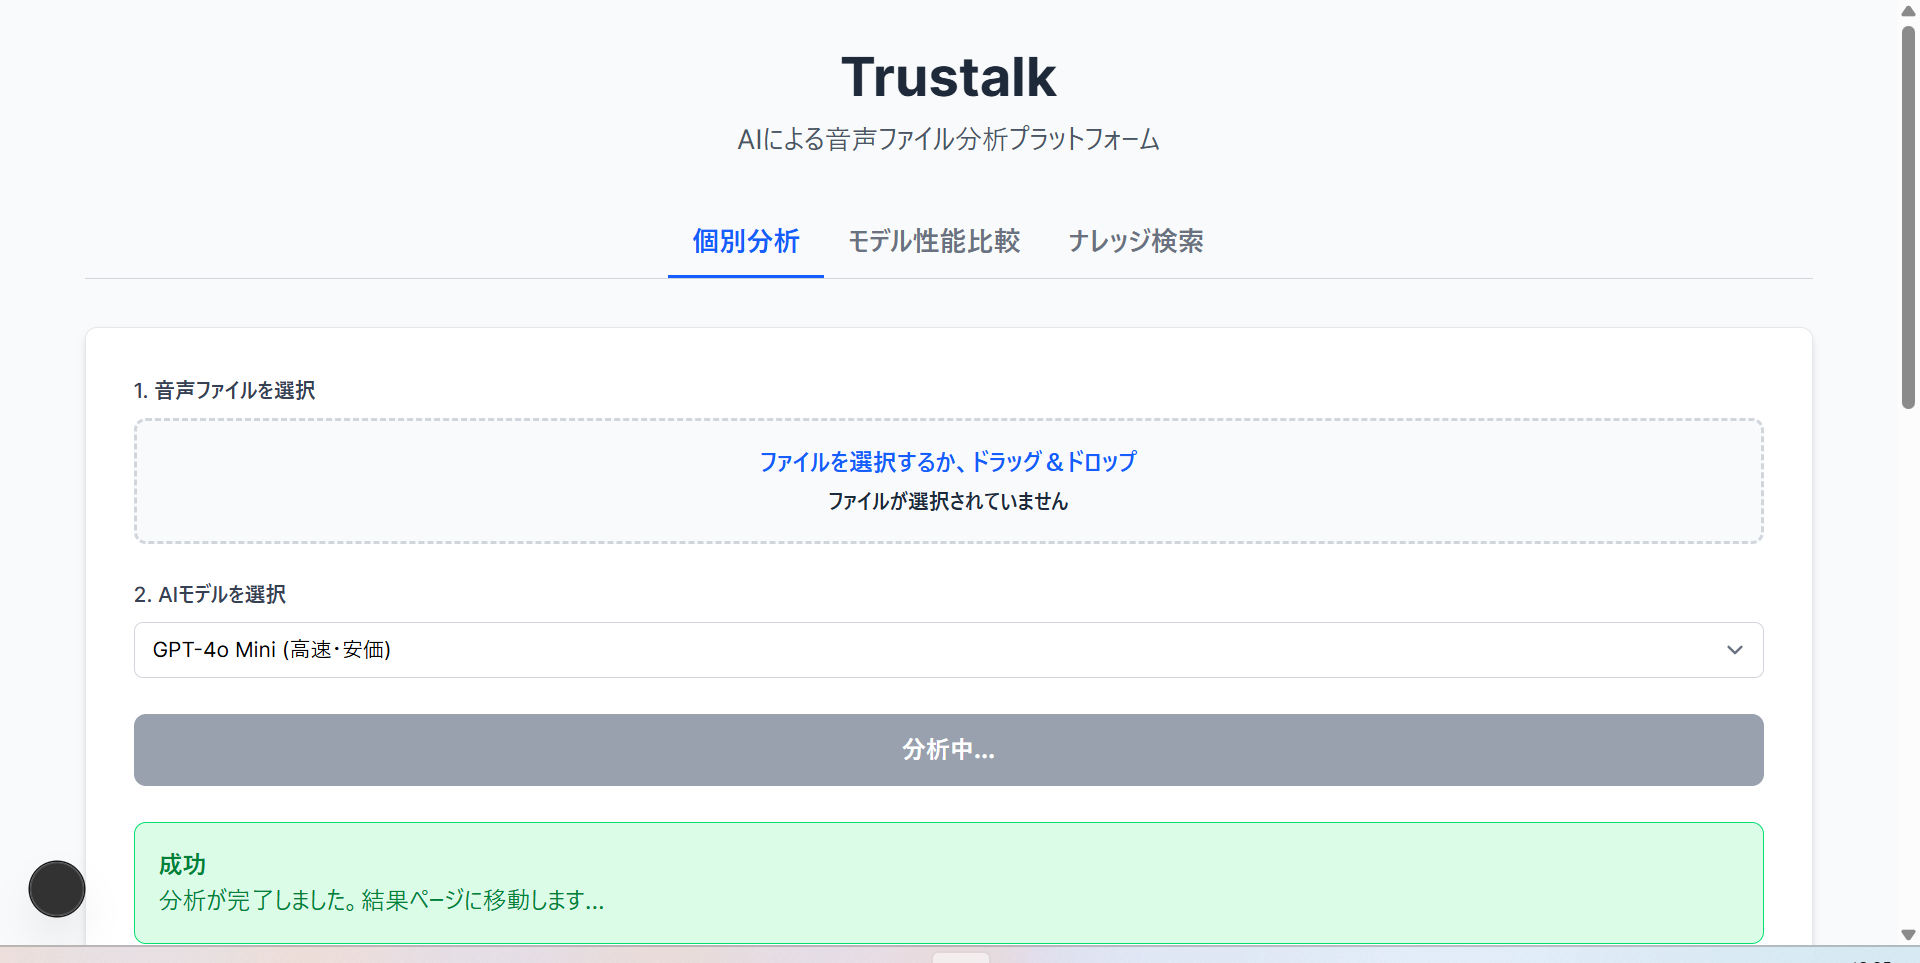 Trustalk
AIによる音声ファイル分析プラットフォーム
個別分析 モデル性能比較 ナレッジ検索
1. 音声ファイルを選択
ファイルを選択するか、ドラッグ＆ドロップ
ファイルが選択されていません
2. AIモデルを選択
GPT-4o Mini (高速・安価)
分析中...
成功
分析が完了しました。結果ページに移動します...